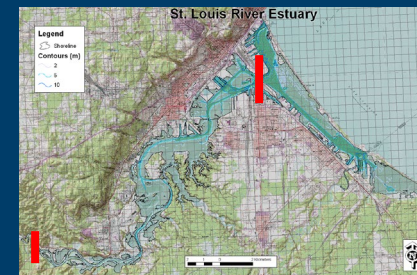 St. Louis River Estuary
Legend
Shoreline
Contours (m)
2
5
10